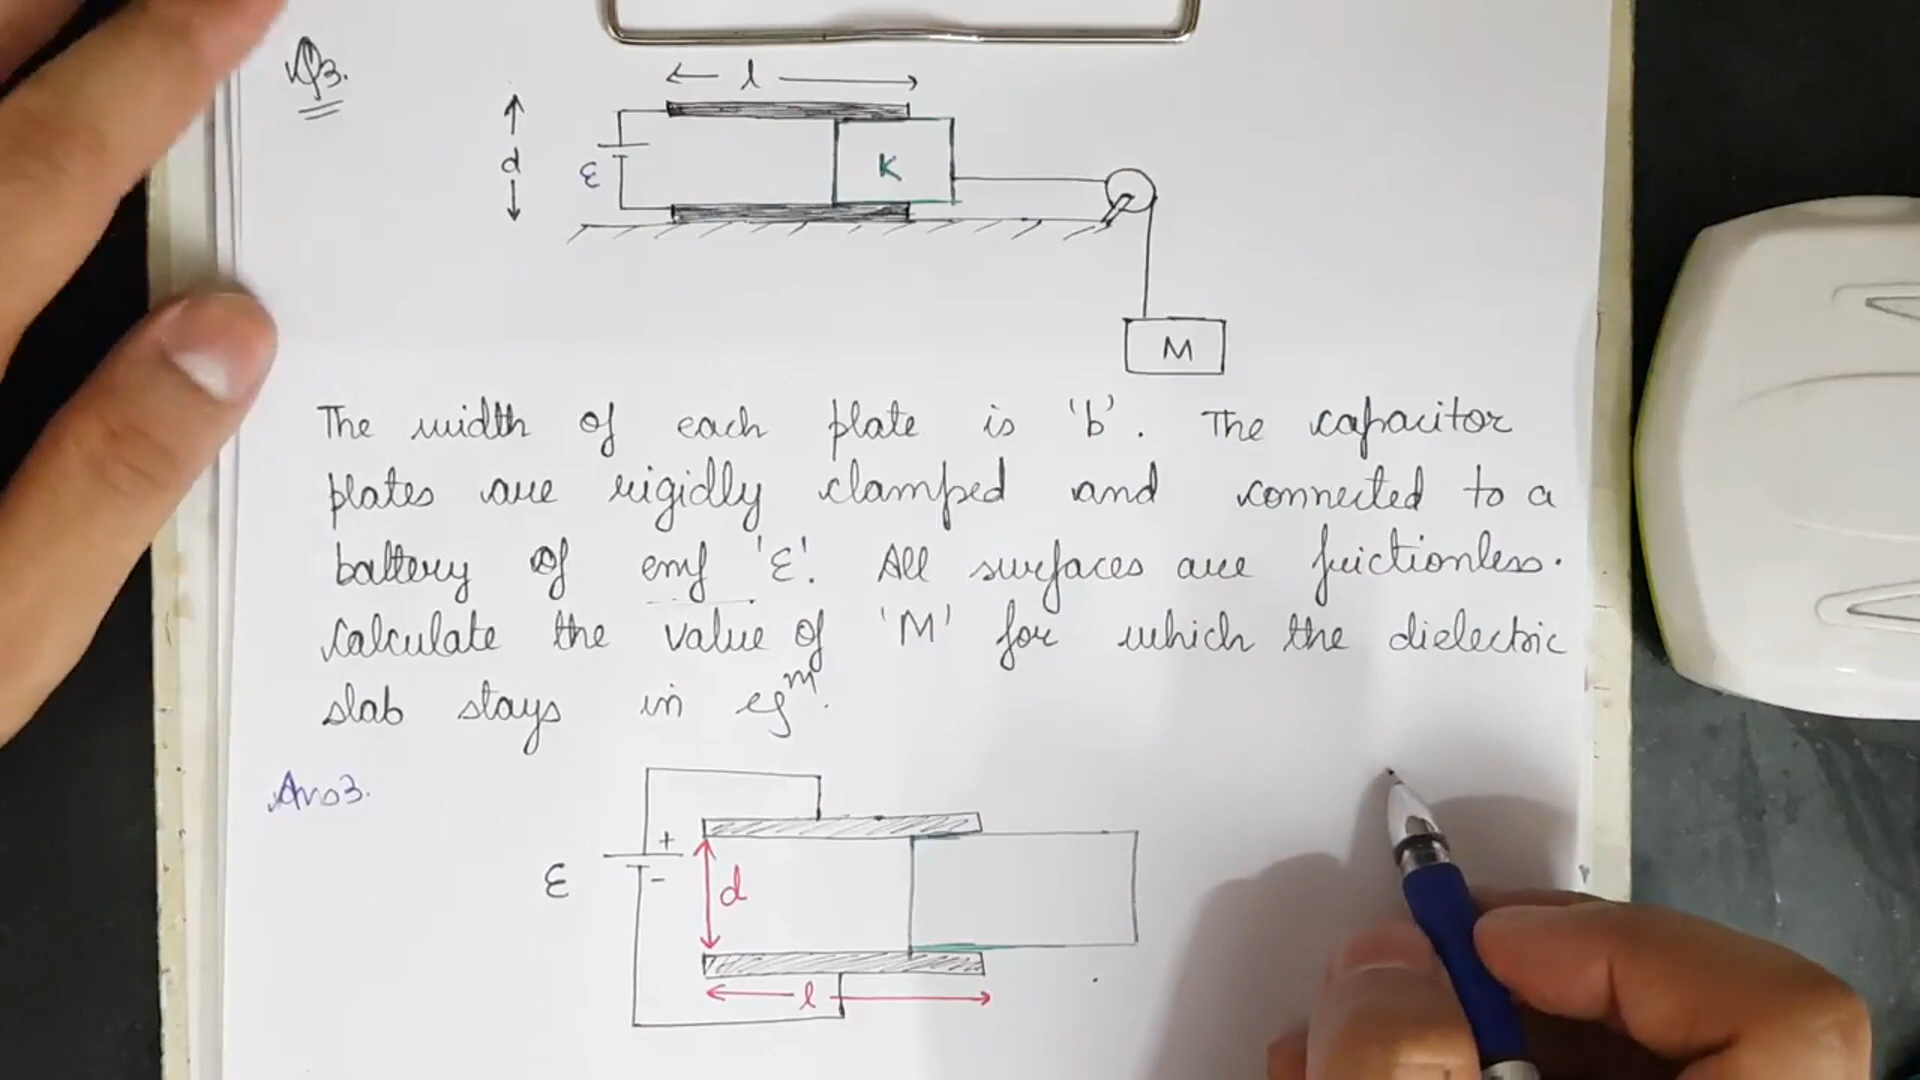 Q3.
l
d
ε
K
M
The width of each plate is 'b'. The capacitor
plates are rigidly clamped and connected to a
battery of emf 'ε'. All surfaces are frictionless.
Calculate the value of 'M' for which the dielectric
slab stays in eqᵐ.
Ans3.
+
ε
-
d
l